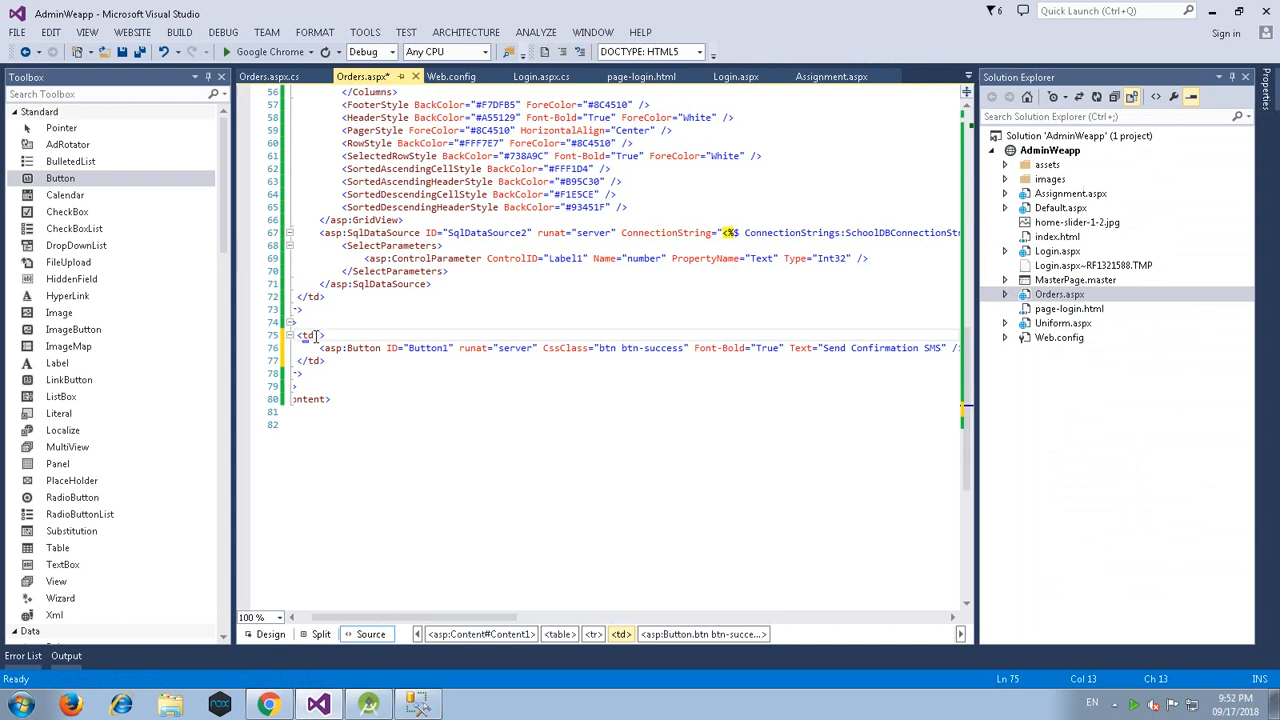 AdminWeapp - Microsoft Visual Studio
6
Quick Launch (Ctrl+Q)
FILE EDIT VIEW WEBSITE BUILD DEBUG TEAM FORMAT TOOLS TEST ARCHITECTURE ANALYZE WINDOW HELP
Sign in
Google Chrome Debug Any CPU DOCTYPE: HTML5
Toolbox
Orders.aspx.cs Orders.aspx* Web.config Login.aspx.cs page-login.html Login.aspx Assignment.aspx
Solution Explorer
Properties
Search Toolbox
Standard
Pointer
AdRotator
BulletedList
Button
Calendar
CheckBox
CheckBoxList
DropDownList
FileUpload
HiddenField
HyperLink
Image
ImageButton
ImageMap
Label
LinkButton
ListBox
Literal
Localize
MultiView
Panel
PlaceHolder
RadioButton
RadioButtonList
Substitution
Table
TextBox
View
Wizard
Xml
Data
56 </Columns>
57 <FooterStyle BackColor="#F7DFB5" ForeColor="#8C4510" />
58 <HeaderStyle BackColor="#A55129" Font-Bold="True" ForeColor="White" />
59 <PagerStyle ForeColor="#8C4510" HorizontalAlign="Center" />
60 <RowStyle BackColor="#FFF7E7" ForeColor="#8C4510" />
61 <SelectedRowStyle BackColor="#738A9C" Font-Bold="True" ForeColor="White" />
62 <SortedAscendingCellStyle BackColor="#FFF1D4" />
63 <SortedAscendingHeaderStyle BackColor="#B95C30" />
64 <SortedDescendingCellStyle BackColor="#F1E5CE" />
65 <SortedDescendingHeaderStyle BackColor="#93451F" />
66 </asp:GridView>
67 <asp:SqlDataSource ID="SqlDataSource2" runat="server" ConnectionString="<%$ ConnectionStrings:SchoolDBConnectionStr
68 <SelectParameters>
69 <asp:ControlParameter ControlID="Label1" Name="number" PropertyName="Text" Type="Int32" />
70 </SelectParameters>
71 </asp:SqlDataSource>
72 </td>
73 >
74 >
75 <td >
76 <asp:Button ID="Button1" runat="server" CssClass="btn btn-success" Font-Bold="True" Text="Send Confirmation SMS" />
77 </td>
78 >
79 >
80 ontent>
81
82
100 %
Design Split Source <asp:Content#Content1> <table> <tr> <td> <asp:Button.btn btn-succe...>
Search Solution Explorer (Ctrl+;)
Solution 'AdminWeapp' (1 project)
AdminWeapp
assets
images
Assignment.aspx
Default.aspx
home-slider-1-2.jpg
index.html
Login.aspx
Login.aspx~RF1321588.TMP
MasterPage.master
Orders.aspx
page-login.html
Uniform.aspx
Web.config
Error List Output
Ready Ln 75 Col 13 Ch 13 INS
EN
9:52 PM
09/17/2018